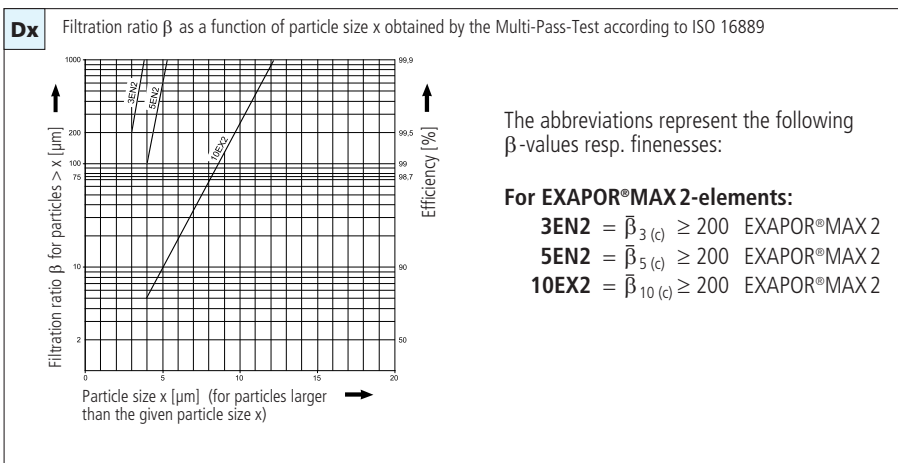 Dx Filtration ratio β as a function of particle size x obtained by the Multi-Pass-Test according to ISO 16889
Filtration ratio β for particles > x [µm]
1000
200
100
75
10
2
3EN2
5EN2
10EX2
99,9
99,5
99
98,7
90
50
Efficiency [%]
0 5 10 15 20
Particle size x [µm] (for particles larger
than the given particle size x)
The abbreviations represent the following
β-values resp. finenesses:
For EXAPOR®MAX 2-elements:
3EN2 = β̅ 3 (c) ≥ 200 EXAPOR®MAX 2
5EN2 = β̅ 5 (c) ≥ 200 EXAPOR®MAX 2
10EX2 = β̅ 10 (c) ≥ 200 EXAPOR®MAX 2